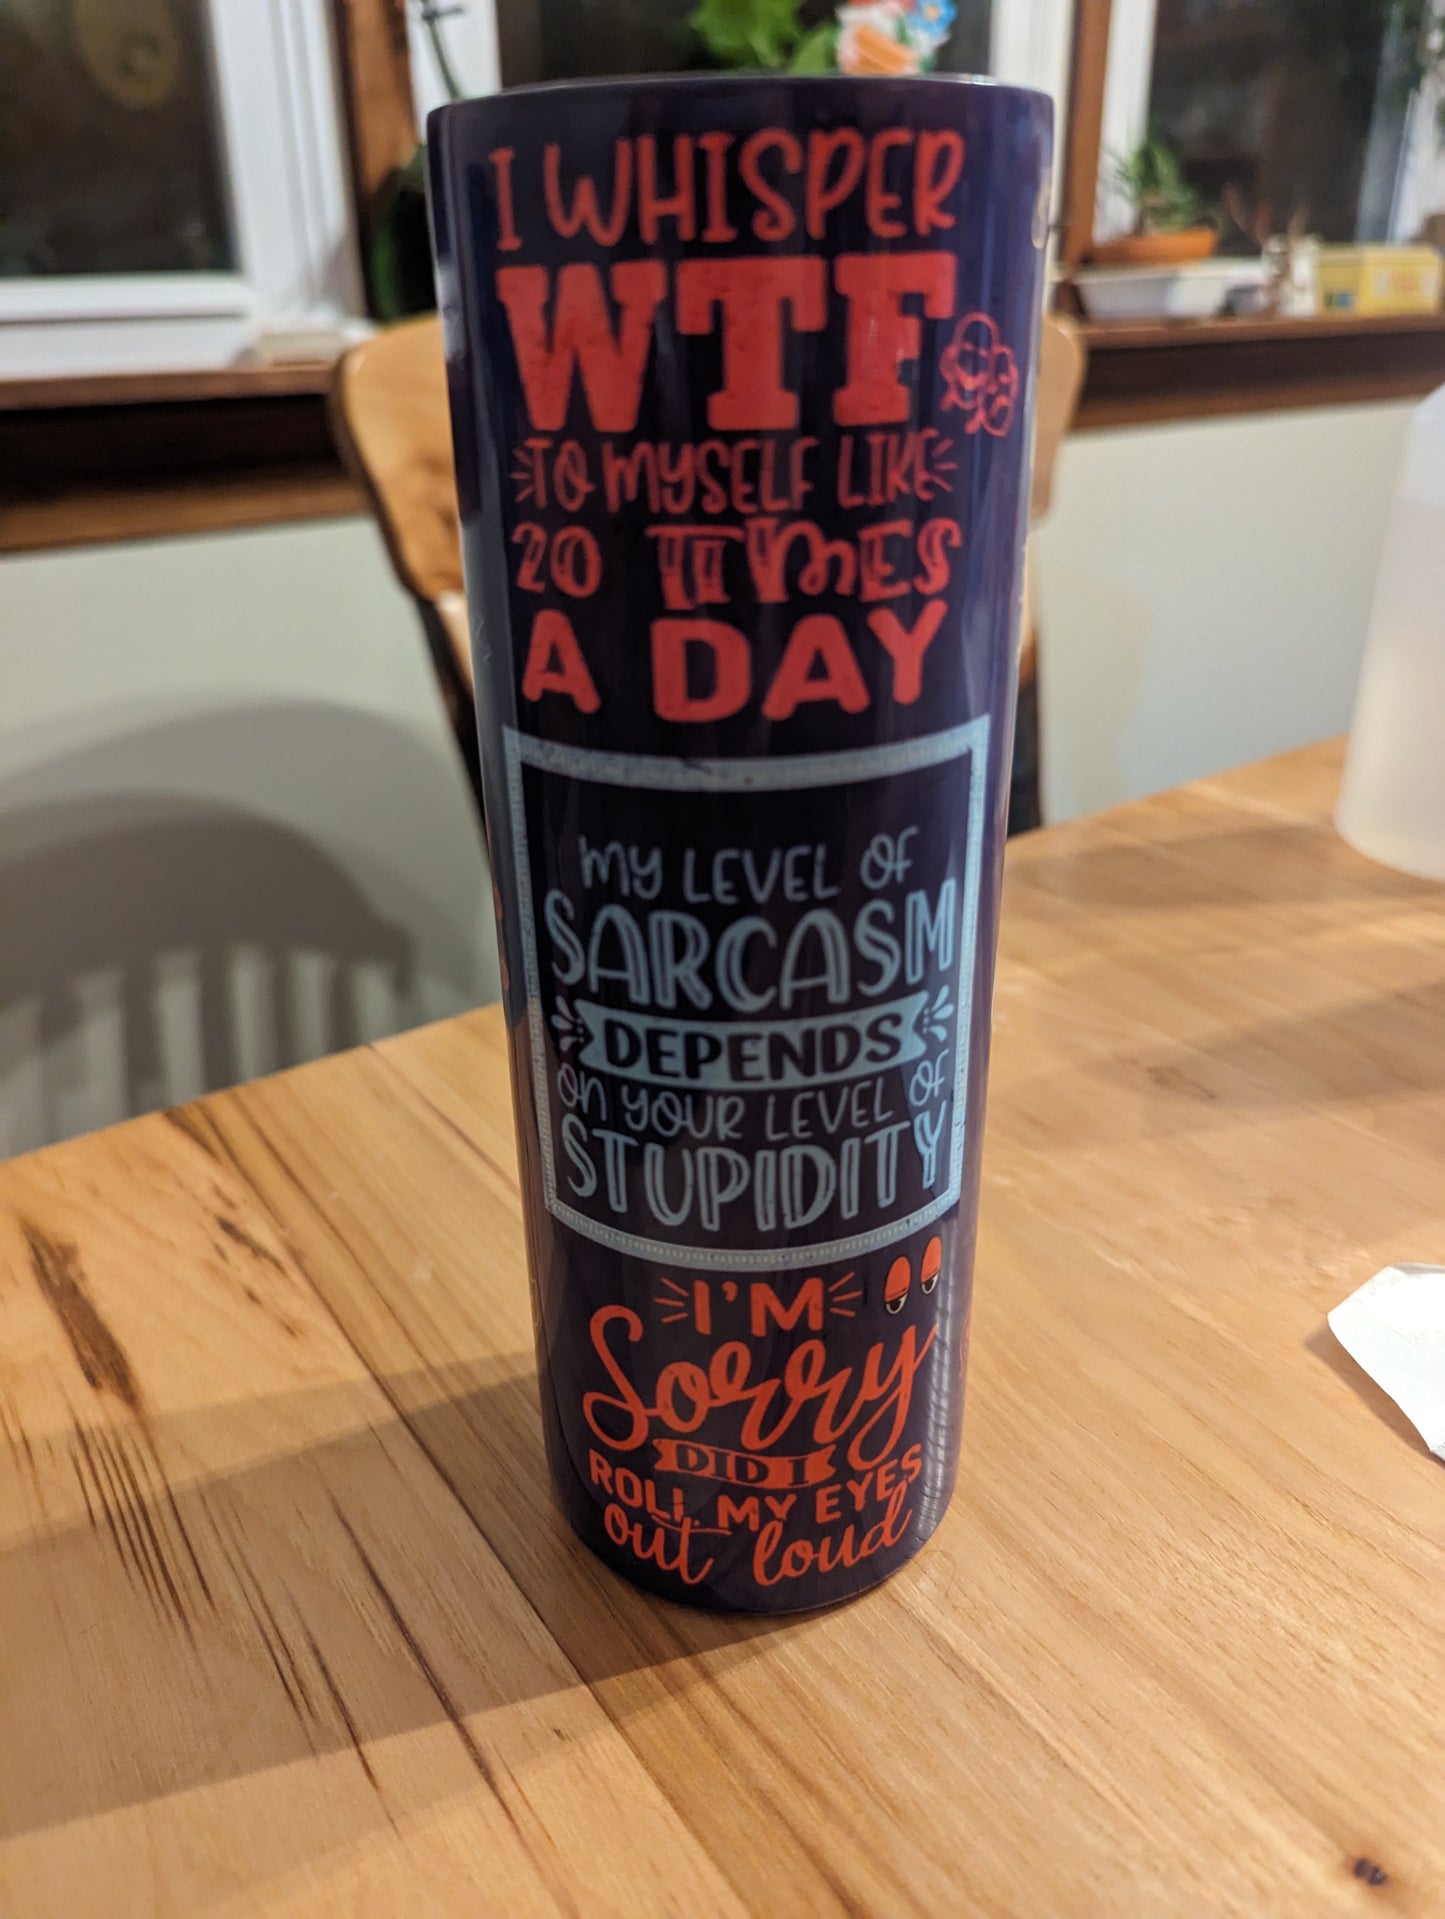 I WHISPER
WTF
TO MYSELF LIKE
20 TIMES
A DAY
MY LEVEL OF
SARCASM
DEPENDS
ON YOUR LEVEL OF
STUPIDITY
I'M
Sorry
DID I
ROLL MY EYES
out loud